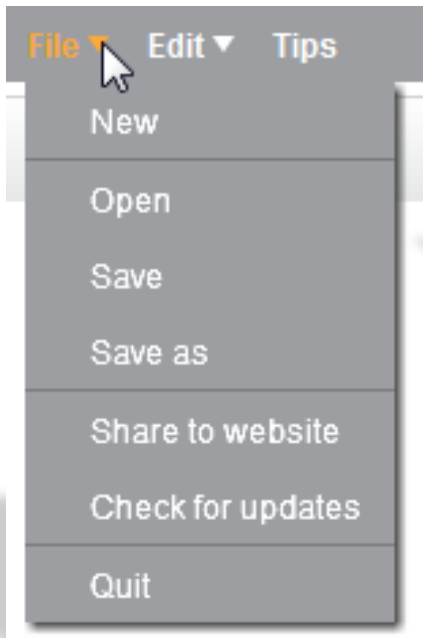 File ▼ Edit ▼ Tips
New
Open
Save
Save as
Share to website
Check for updates
Quit